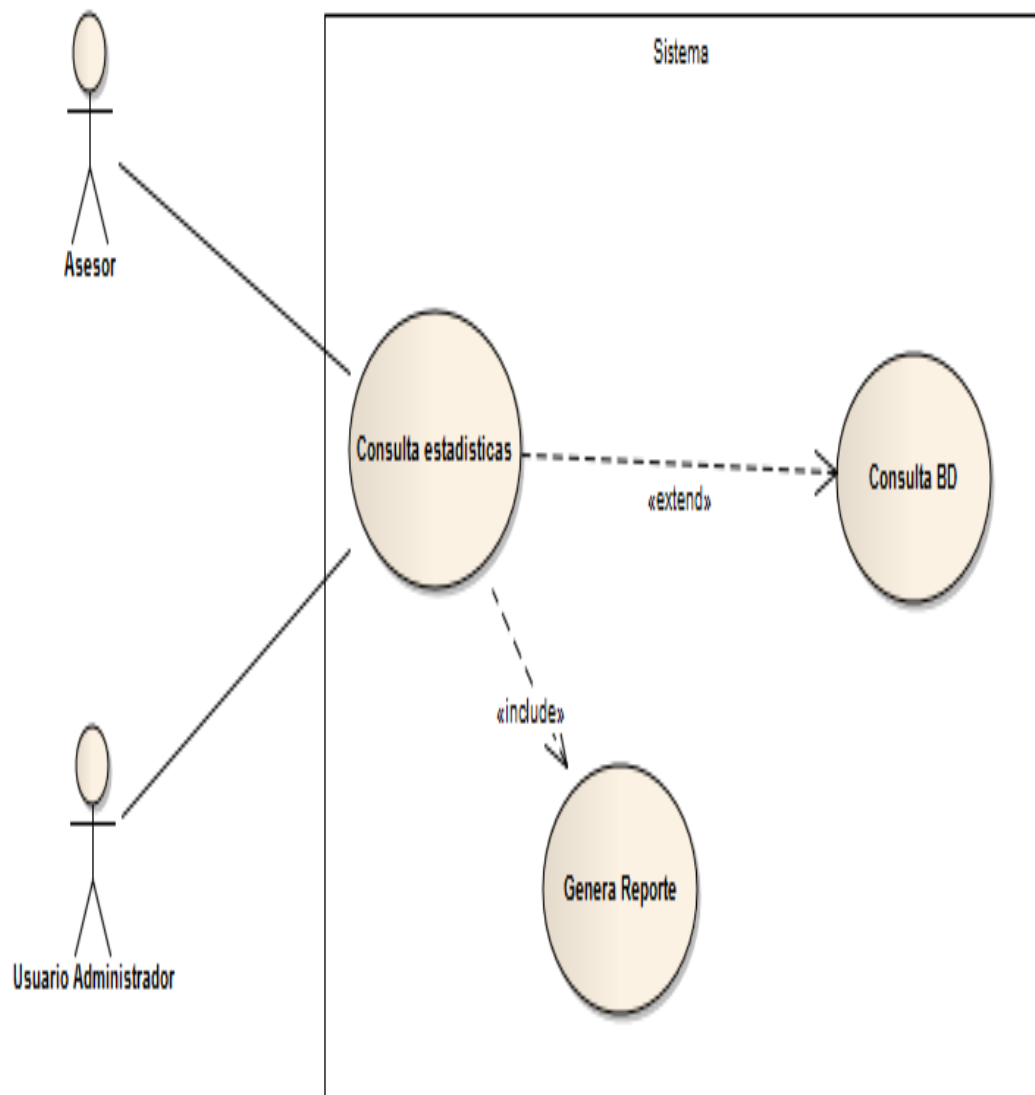 Sistema
Asesor
Consulta estadisticas
Consulta BD
«extend»
«include»
Genera Reporte
Usuario Administrador